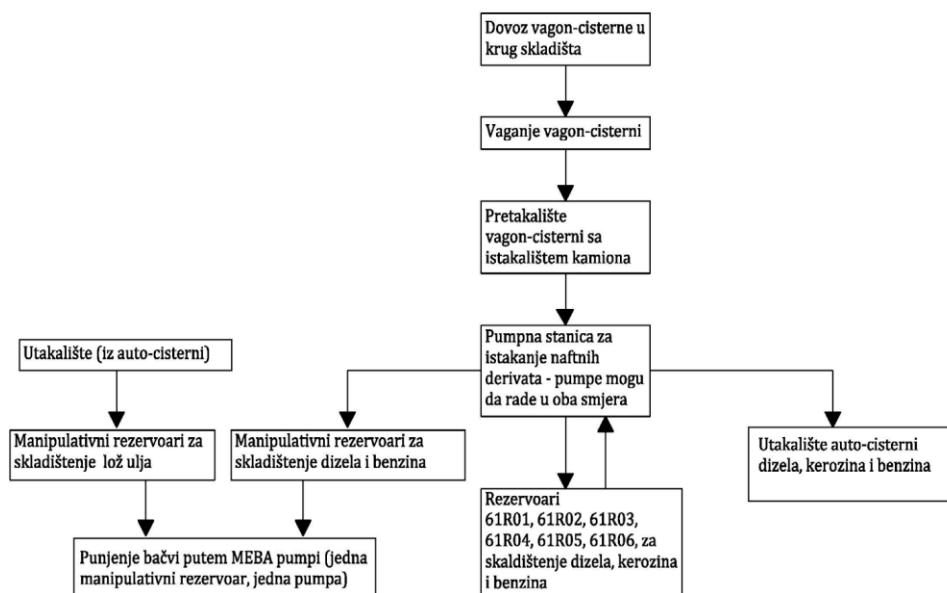 Dovoz vagon-cisterne u
krug skladišta
Vaganje vagon-cisterni
Pretakalište
vagon-cisterni sa
istakalištem kamiona
Pumpna stanica za
istakanje naftnih
derivata - pumpe mogu
da rade u oba smjera
Utakalište (iz auto-cisterni)
Manipulativni rezervoari za
skladištenje lož ulja
Manipulativni rezervoari za
skladištenje dizela i benzina
Utakalište auto-cisterni
dizela, kerozina i benzina
Rezervoari
61R01, 61R02, 61R03,
61R04, 61R05, 61R06, za
skaldištenje dizela, kerozina
i benzina
Punjenje bačvi putem MEBA pumpi (jedna
manipulativni rezervoar, jedna pumpa)